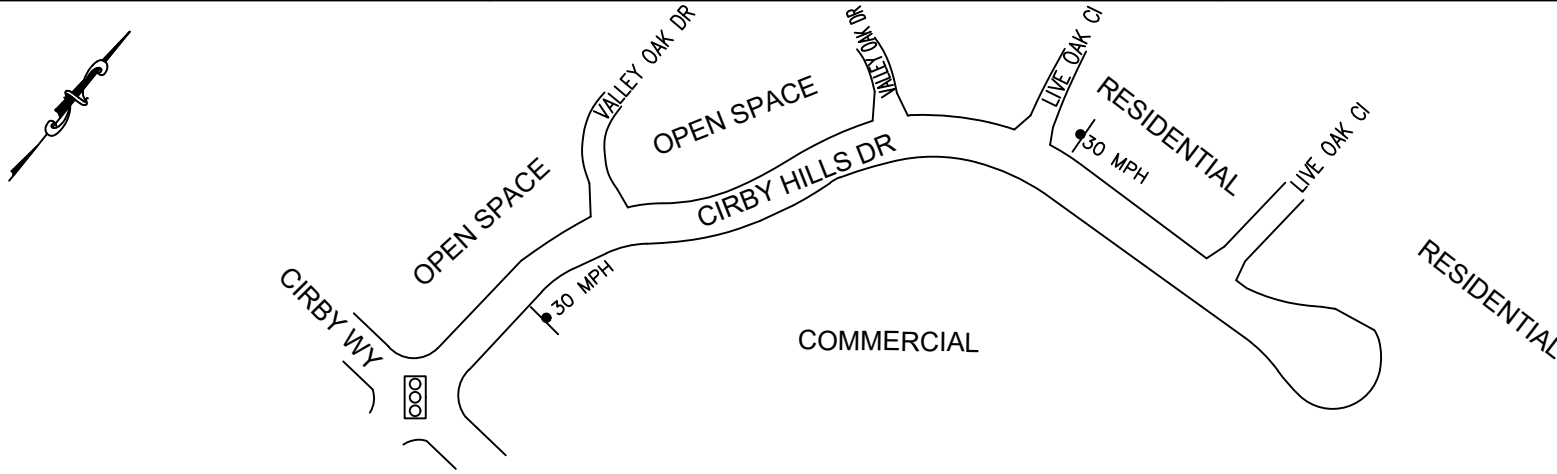 VALLEY OAK DR
VALLEY OAK DR
LIVE OAK CI
OPEN SPACE
RESIDENTIAL
30 MPH
LIVE OAK CI
CIRBY HILLS DR
OPEN SPACE
CIRBY WY
30 MPH
COMMERCIAL
RESIDENTIAL